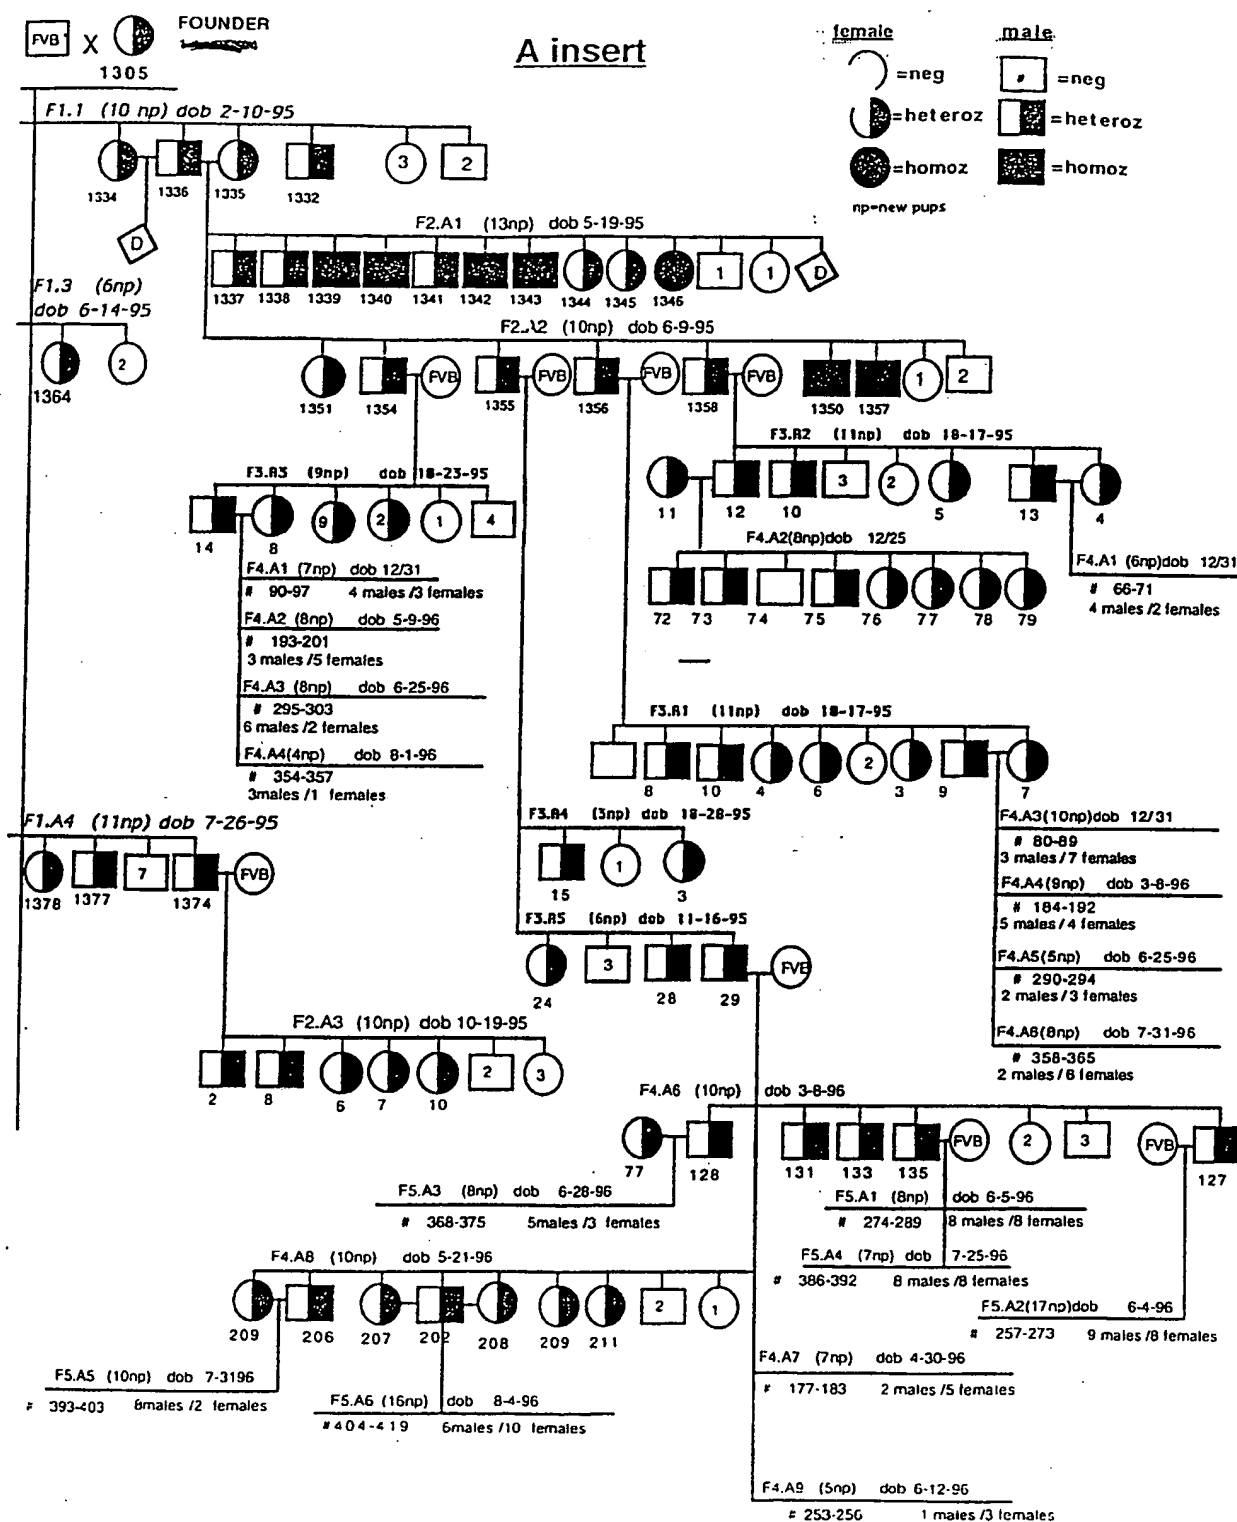 FVB X FOUNDER
1305
A insert
female male
=neg # =neg
=heteroz =heteroz
=homoz =homoz
np=new pups
F1.1 (10 np) dob 2-10-95
3 2
1334 1336 1335 1332
D
F2.A1 (13np) dob 5-19-95
1 1 D
1337 1338 1339 1340 1341 1342 1343 1344 1345 1346
F1.3 (6np)
dob 6-14-95
2
1364
F2.A2 (10np) dob 6-9-95
FVB FVB FVB FVB 1 2
1351 1354 1355 1356 1358 1350 1357
F3.A2 (11np) dob 18-17-95
3 2
11 12 10 5 13 4
F3.A3 (9np) dob 18-23-95
9 2 1 4
14 8
F4.A1 (7np) dob 12/31
# 90-97 4 males /3 females
F4.A2 (8np) dob 5-9-96
# 193-201
3 males /5 females
F4.A3 (8np) dob 6-25-96
# 295-303
6 males /2 females
F4.A4(4np) dob 8-1-96
# 354-357
3males /1 females
F4.A2(8np)dob 12/25
72 73 74 75 76 77 78 79
F4.A1 (6np)dob 12/31
# 66-71
4 males /2 females
F3.A1 (11np) dob 18-17-95
2
8 10 4 6 3 9 7
F4.A3(10np)dob 12/31
# 80-89
3 males / 7 females
F4.A4(9np) dob 3-8-96
# 184-192
5 males / 4 females
F4.A5(5np) dob 6-25-96
# 290-294
2 males / 3 females
F4.A6(8np) dob 7-31-96
# 358-365
2 males / 6 females
F1.A4 (11np) dob 7-26-95
7 FVB
1378 1377 1374
F3.A4 (3np) dob 18-28-95
1
15 3
F3.A5 (6np) dob 11-16-95
3 FVB
24 28 29
F2.A3 (10np) dob 10-19-95
2 3
2 8 6 7 10
F4.A6 (10np) dob 3-8-96
FVB 2 3 FVB
77 128 131 133 135 127
F5.A3 (8np) dob 6-28-96
# 368-375 5males /3 females
F5.A1 (8np) dob 6-5-96
# 274-289 8 males /8 females
F5.A4 (7np) dob 7-25-96
# 386-392 8 males /8 females
F5.A2(17np)dob 6-4-96
# 257-273 9 males /8 females
F4.A8 (10np) dob 5-21-96
2 1
209 206 207 202 208 209 211
F5.A5 (10np) dob 7-3196
# 393-403 8males /2 females
F5.A6 (16np) dob 8-4-96
#404-419 6males /10 females
F4.A7 (7np) dob 4-30-96
# 177-183 2 males /5 females
F4.A9 (5np) dob 6-12-96
# 253-256 1 males /3 females